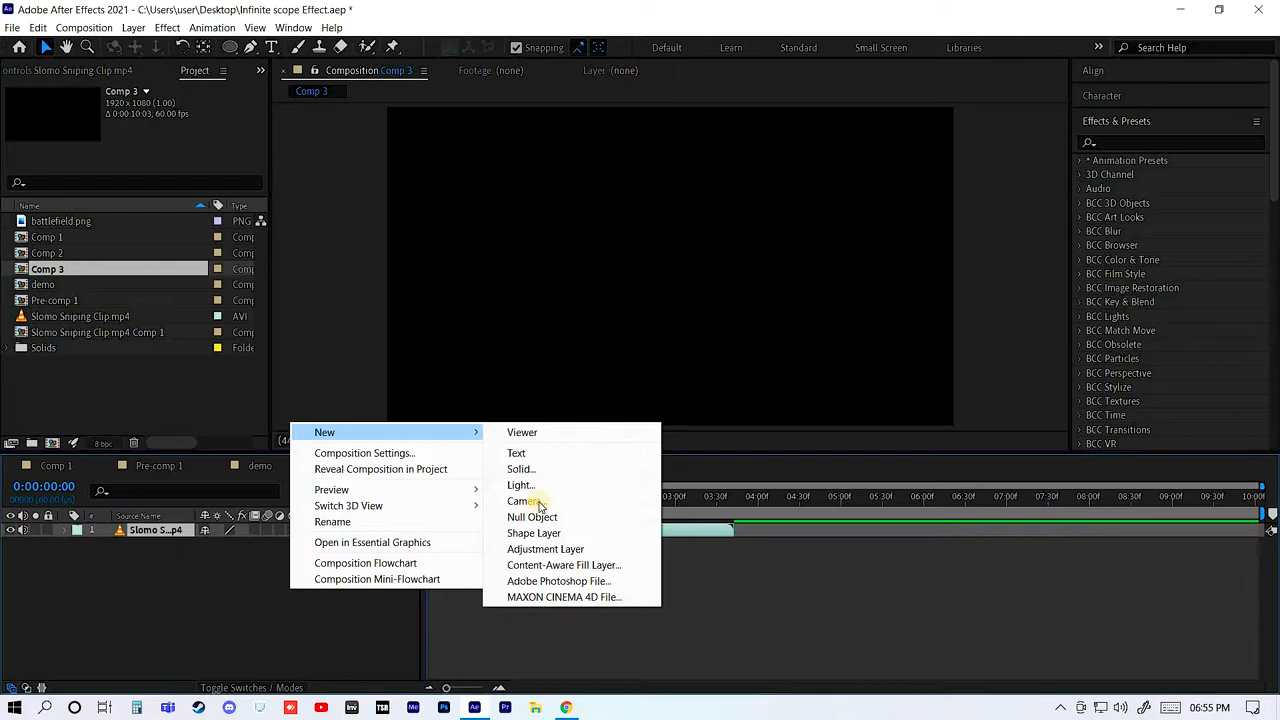 Adobe After Effects 2021 - C:\Users\user\Desktop\Infinite scope Effect.aep *
File Edit Composition Layer Effect Animation View Window Help
Snapping Default Learn Standard Small Screen Libraries Search Help
ontrols Slomo Sniping Clip.mp4 Project Composition Comp 3 Footage (none) Layer (none) Align
Comp 3
1920 x 1080 (1.00)
Δ 0:00:10:03, 60.00 fps
Comp 3
Character
Effects & Presets
Name Type
battlefield.png PNG
Comp 1 Comp
Comp 2 Comp
Comp 3 Comp
demo Comp
Pre-comp 1 Comp
Slomo Sniping Clip.mp4 AVI
Slomo Sniping Clip.mp4 Comp 1 Comp
Solids Folde
8 bpc
* Animation Presets
3D Channel
Audio
BCC 3D Objects
BCC Art Looks
BCC Blur
BCC Browser
BCC Color & Tone
BCC Film Style
BCC Image Restoration
BCC Key & Blend
BCC Lights
BCC Match Move
BCC Obsolete
BCC Particles
BCC Perspective
BCC Stylize
BCC Textures
BCC Time
BCC Transitions
BCC VR
(44
New
Composition Settings...
Reveal Composition in Project
Preview
Switch 3D View
Rename
Open in Essential Graphics
Composition Flowchart
Composition Mini-Flowchart
Viewer
Text
Solid...
Light...
Camera...
Null Object
Shape Layer
Adjustment Layer
Content-Aware Fill Layer...
Adobe Photoshop File...
MAXON CINEMA 4D File...
Comp 1 Pre-comp 1 demo
0:00:00:00
00000 (60.00 fps)
03:00f 03:30f 04:00f 04:30f 05:00f 05:30f 06:00f 06:30f 07:00f 07:30f 08:00f 08:30f 09:00f 09:30f 10:00f
# Source Name
1 Slomo S...p4
Toggle Switches / Modes
06:55 PM